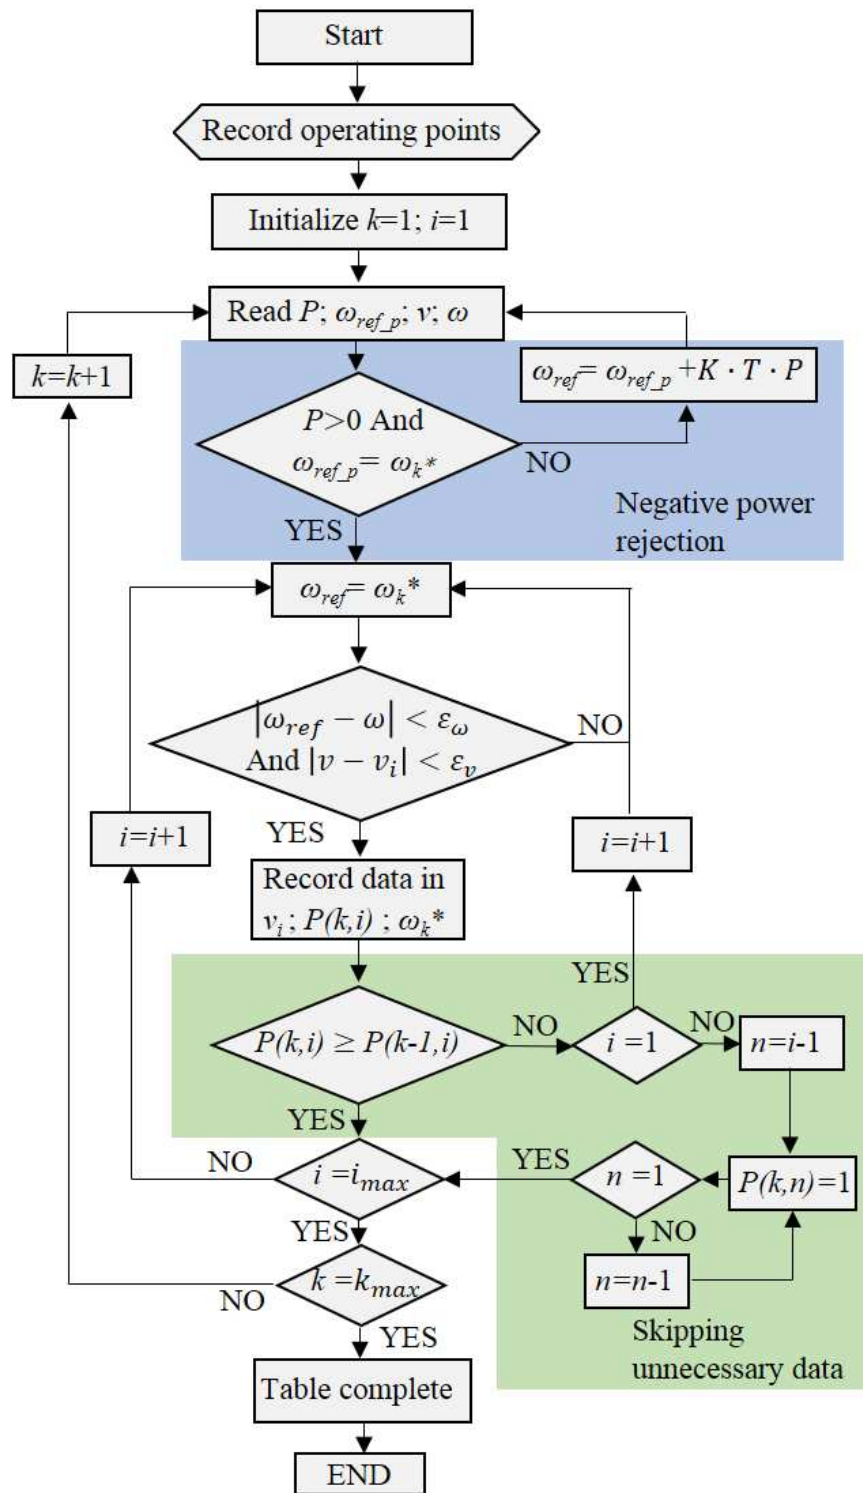 Start
Record operating points
Initialize k=1; i=1
Read P; ω_ref_p; v; ω
k=k+1
ω_ref= ω_ref_p +K · T · P
P>0 And
ω_ref_p= ω_k*
NO
YES
Negative power
rejection
ω_ref= ω_k*
|ω_ref − ω| < ε_ω
And |v − v_i| < ε_v
NO
YES
i=i+1
i=i+1
Record data in
v_i ; P(k,i) ; ω_k*
YES
P(k,i) ≥ P(k-1,i)
NO
i =1
NO
n=i-1
YES
NO
i =i_max
YES
n =1
P(k,n)=1
YES
NO
k =k_max
NO
n=n-1
YES
Skipping
unnecessary data
Table complete
END